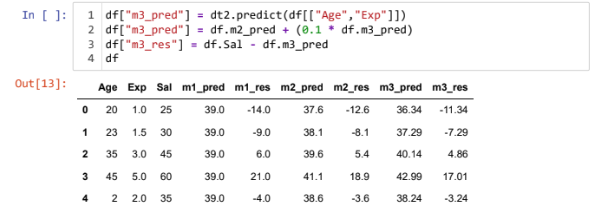 In [ ]:
1 df["m3_pred"] = dt2.predict(df[["Age","Exp"]])
2 df["m3_pred"] = df.m2_pred + (0.1 * df.m3_pred)
3 df["m3_res"] = df.Sal - df.m3_pred
4 df
Out[13]:
Age Exp Sal m1_pred m1_res m2_pred m2_res m3_pred m3_res
0 20 1.0 25 39.0 -14.0 37.6 -12.6 36.34 -11.34
1 23 1.5 30 39.0 -9.0 38.1 -8.1 37.29 -7.29
2 35 3.0 45 39.0 6.0 39.6 5.4 40.14 4.86
3 45 5.0 60 39.0 21.0 41.1 18.9 42.99 17.01
4 2 2.0 35 39.0 -4.0 38.6 -3.6 38.24 -3.24